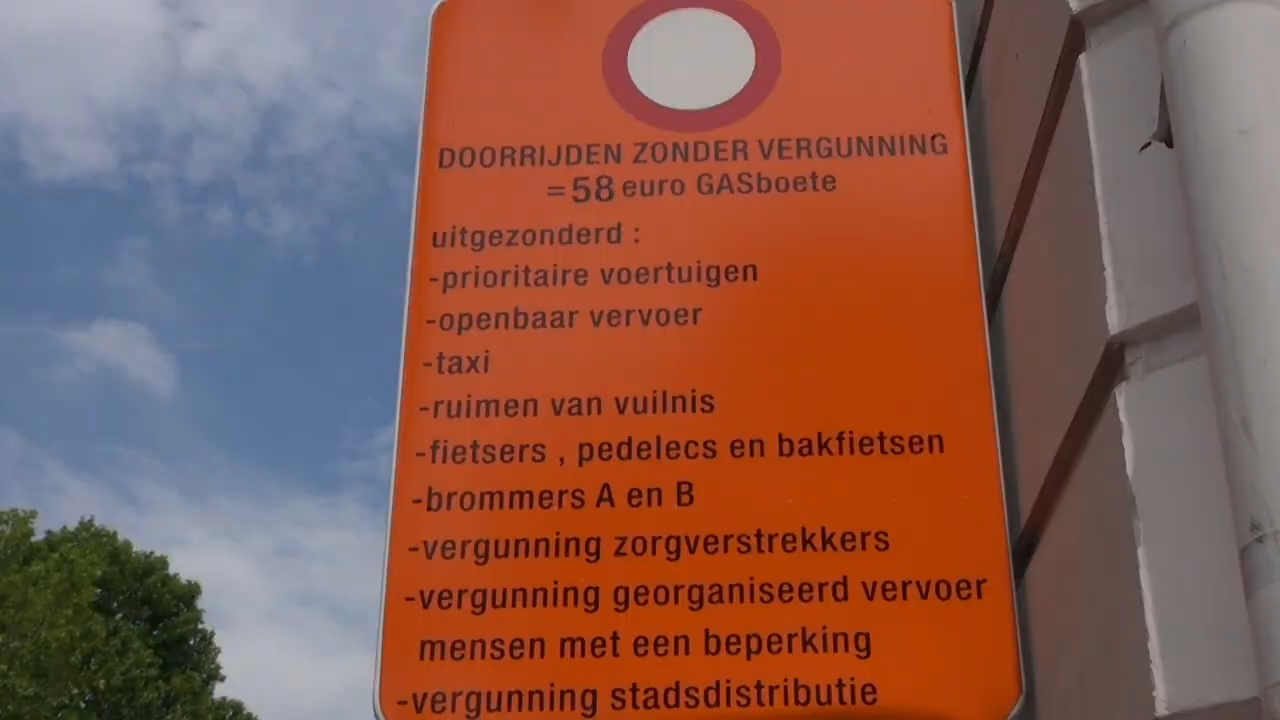 DOORRIJDEN ZONDER VERGUNNING
= 58 euro GASboete
uitgezonderd :
-prioritaire voertuigen
-openbaar vervoer
-taxi
-ruimen van vuilnis
-fietsers , pedelecs en bakfietsen
-brommers A en B
-vergunning zorgverstrekkers
-vergunning georganiseerd vervoer
mensen met een beperking
-vergunning stadsdistributie